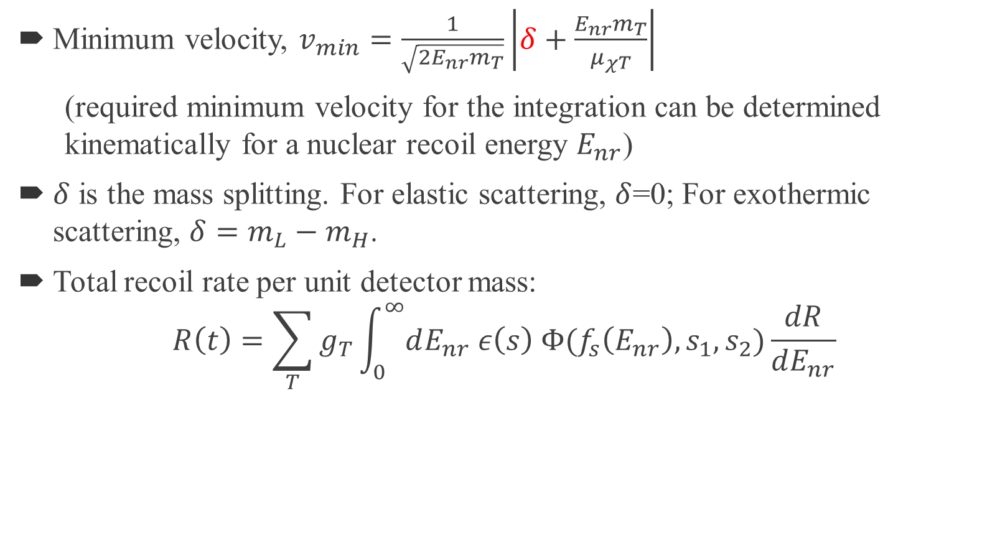 Minimum velocity, $v_{min} = \frac{1}{\sqrt{2E_{nr}m_T}} \left| \delta + \frac{E_{nr}m_T}{\mu_{\chi T}} \right|$
(required minimum velocity for the integration can be determined
kinematically for a nuclear recoil energy $E_{nr}$)
$\delta$ is the mass splitting. For elastic scattering, $\delta$=0; For exothermic
scattering, $\delta = m_L - m_H$.
Total recoil rate per unit detector mass:
$R(t) = \sum_T g_T \int_0^\infty dE_{nr} \, \epsilon(s) \, \Phi(f_s(E_{nr}), s_1, s_2) \frac{dR}{dE_{nr}}$